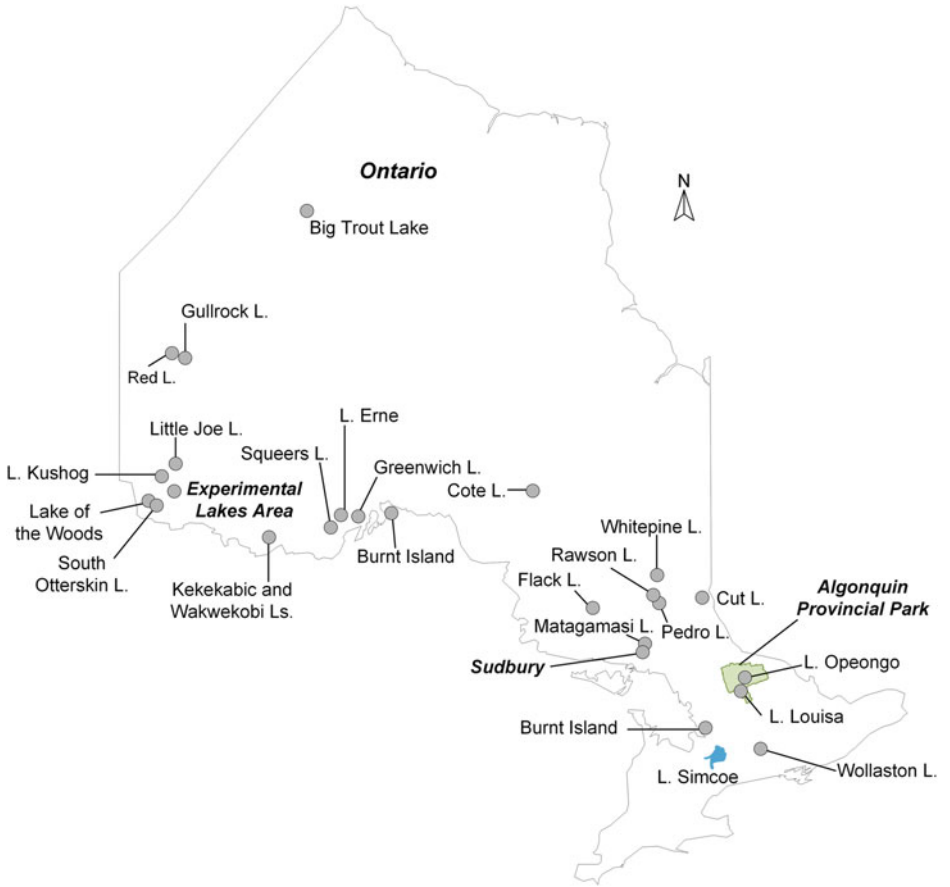 Ontario
N
Big Trout Lake
Gullrock L.
Red L.
Little Joe L.
L. Erne
Squeers L.
Greenwich L.
L. Kushog
Experimental
Lakes Area
Cote L.
Lake of
the Woods
Burnt Island
South
Otterskin L.
Kekekabic and
Wakwekobi Ls.
Whitepine L.
Rawson L.
Flack L.
Cut L.
Algonquin
Provincial Park
Matagamasi L.
Pedro L.
Sudbury
L. Opeongo
L. Louisa
Burnt Island
L. Simcoe
Wollaston L.